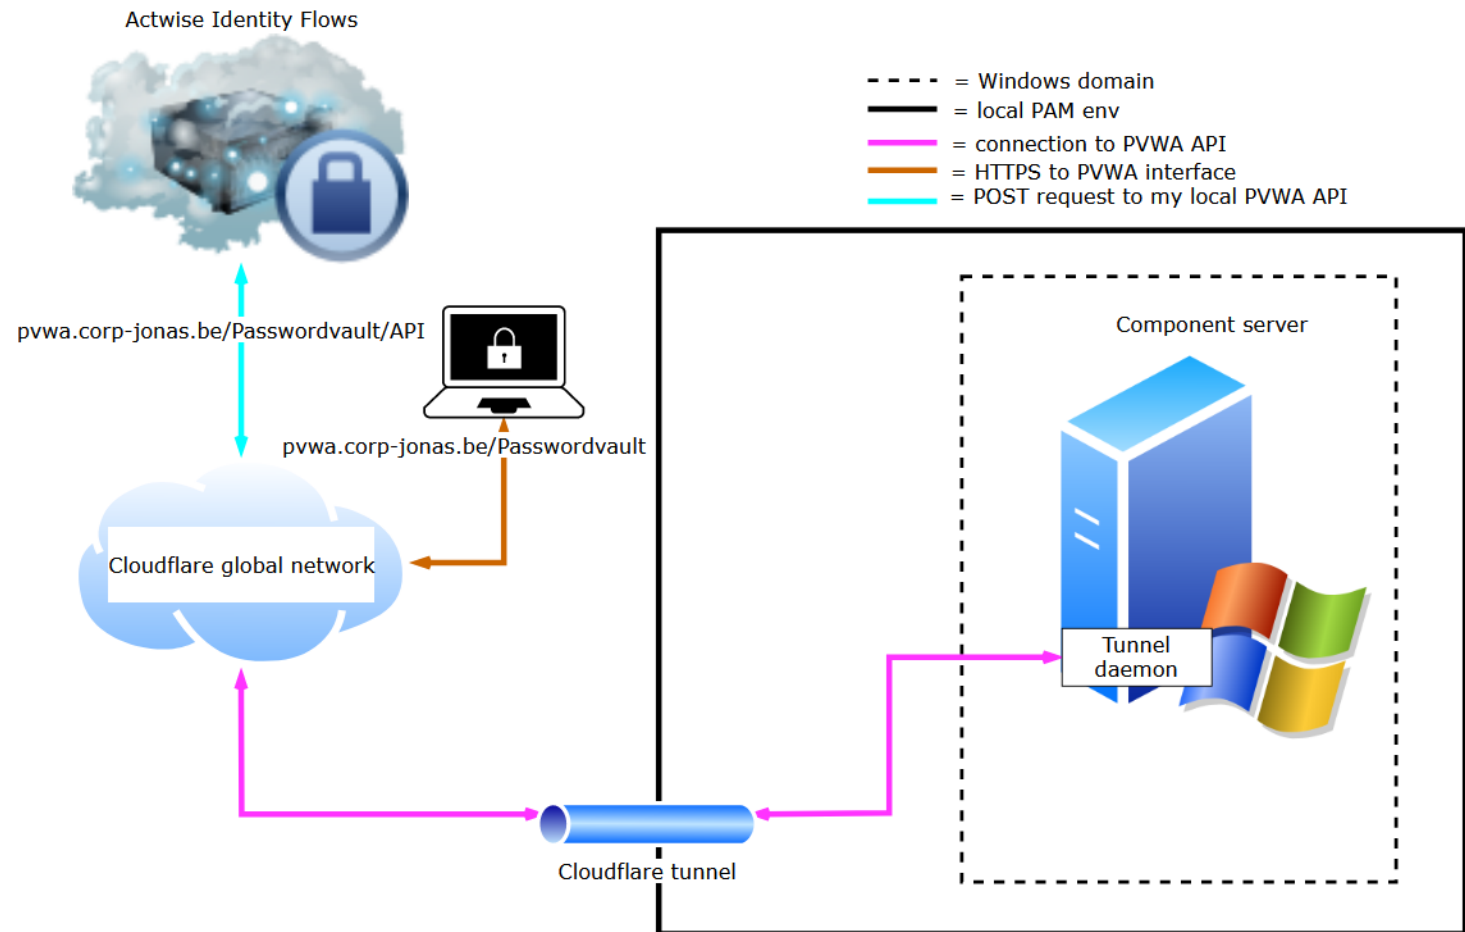 Actwise Identity Flows
= Windows domain
= local PAM env
= connection to PVWA API
= HTTPS to PVWA interface
= POST request to my local PVWA API
pvwa.corp-jonas.be/Passwordvault/API
Component server
pvwa.corp-jonas.be/Passwordvault
Cloudflare global network
Tunnel
daemon
Cloudflare tunnel